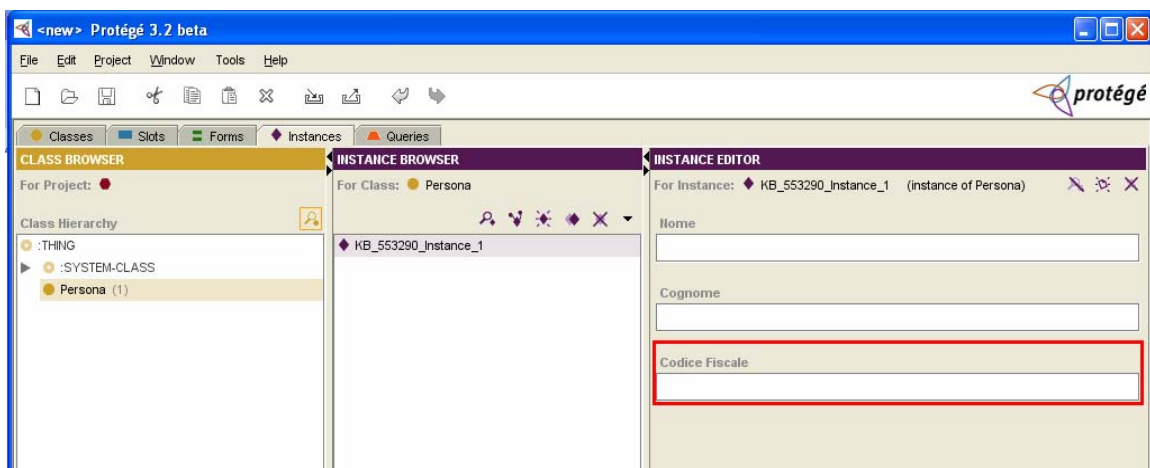 <new> Protégé 3.2 beta
File Edit Project Window Tools Help
protégé
Classes Slots Forms Instances Queries
CLASS BROWSER
For Project:
Class Hierarchy
:THING
:SYSTEM-CLASS
Persona (1)
INSTANCE BROWSER
For Class: Persona
KB_553290_Instance_1
INSTANCE EDITOR
For Instance: KB_553290_Instance_1 (instance of Persona)
Nome
Cognome
Codice Fiscale